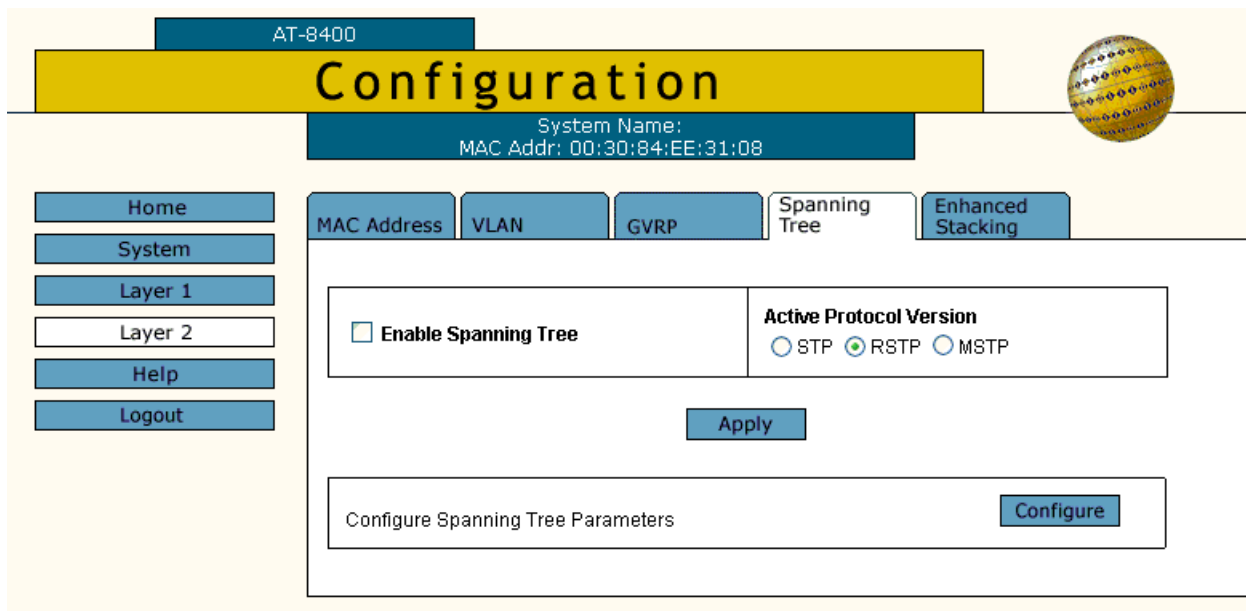 AT-8400
Configuration
System Name:
MAC Addr: 00:30:84:EE:31:08
Home
System
Layer 1
Layer 2
Help
Logout
MAC Address
VLAN
GVRP
Spanning
Tree
Enhanced
Stacking
Enable Spanning Tree
Active Protocol Version
STP RSTP MSTP
Apply
Configure Spanning Tree Parameters
Configure